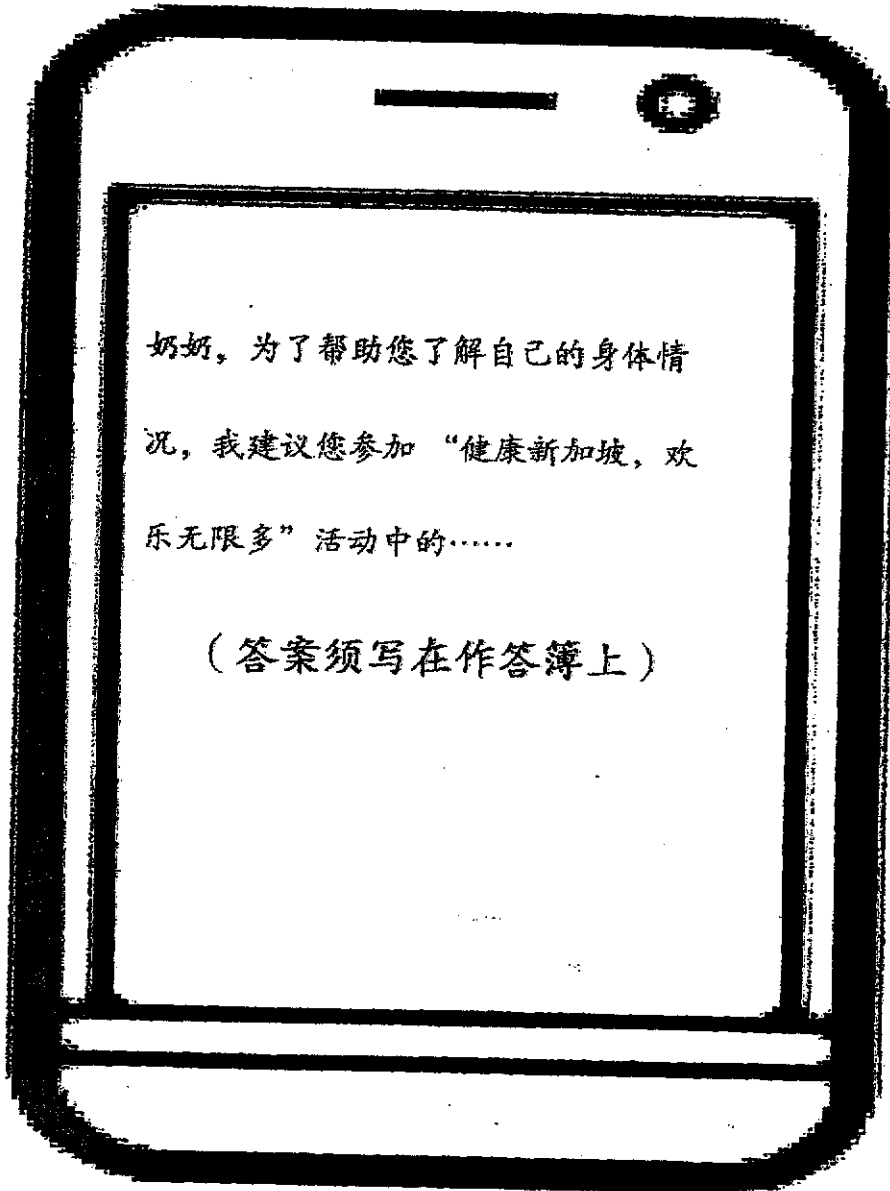 奶奶，为了帮助您了解自己的身体情
况，我建议您参加 “健康新加坡，欢
乐无限多”活动中的……
（答案须写在作答簿上）